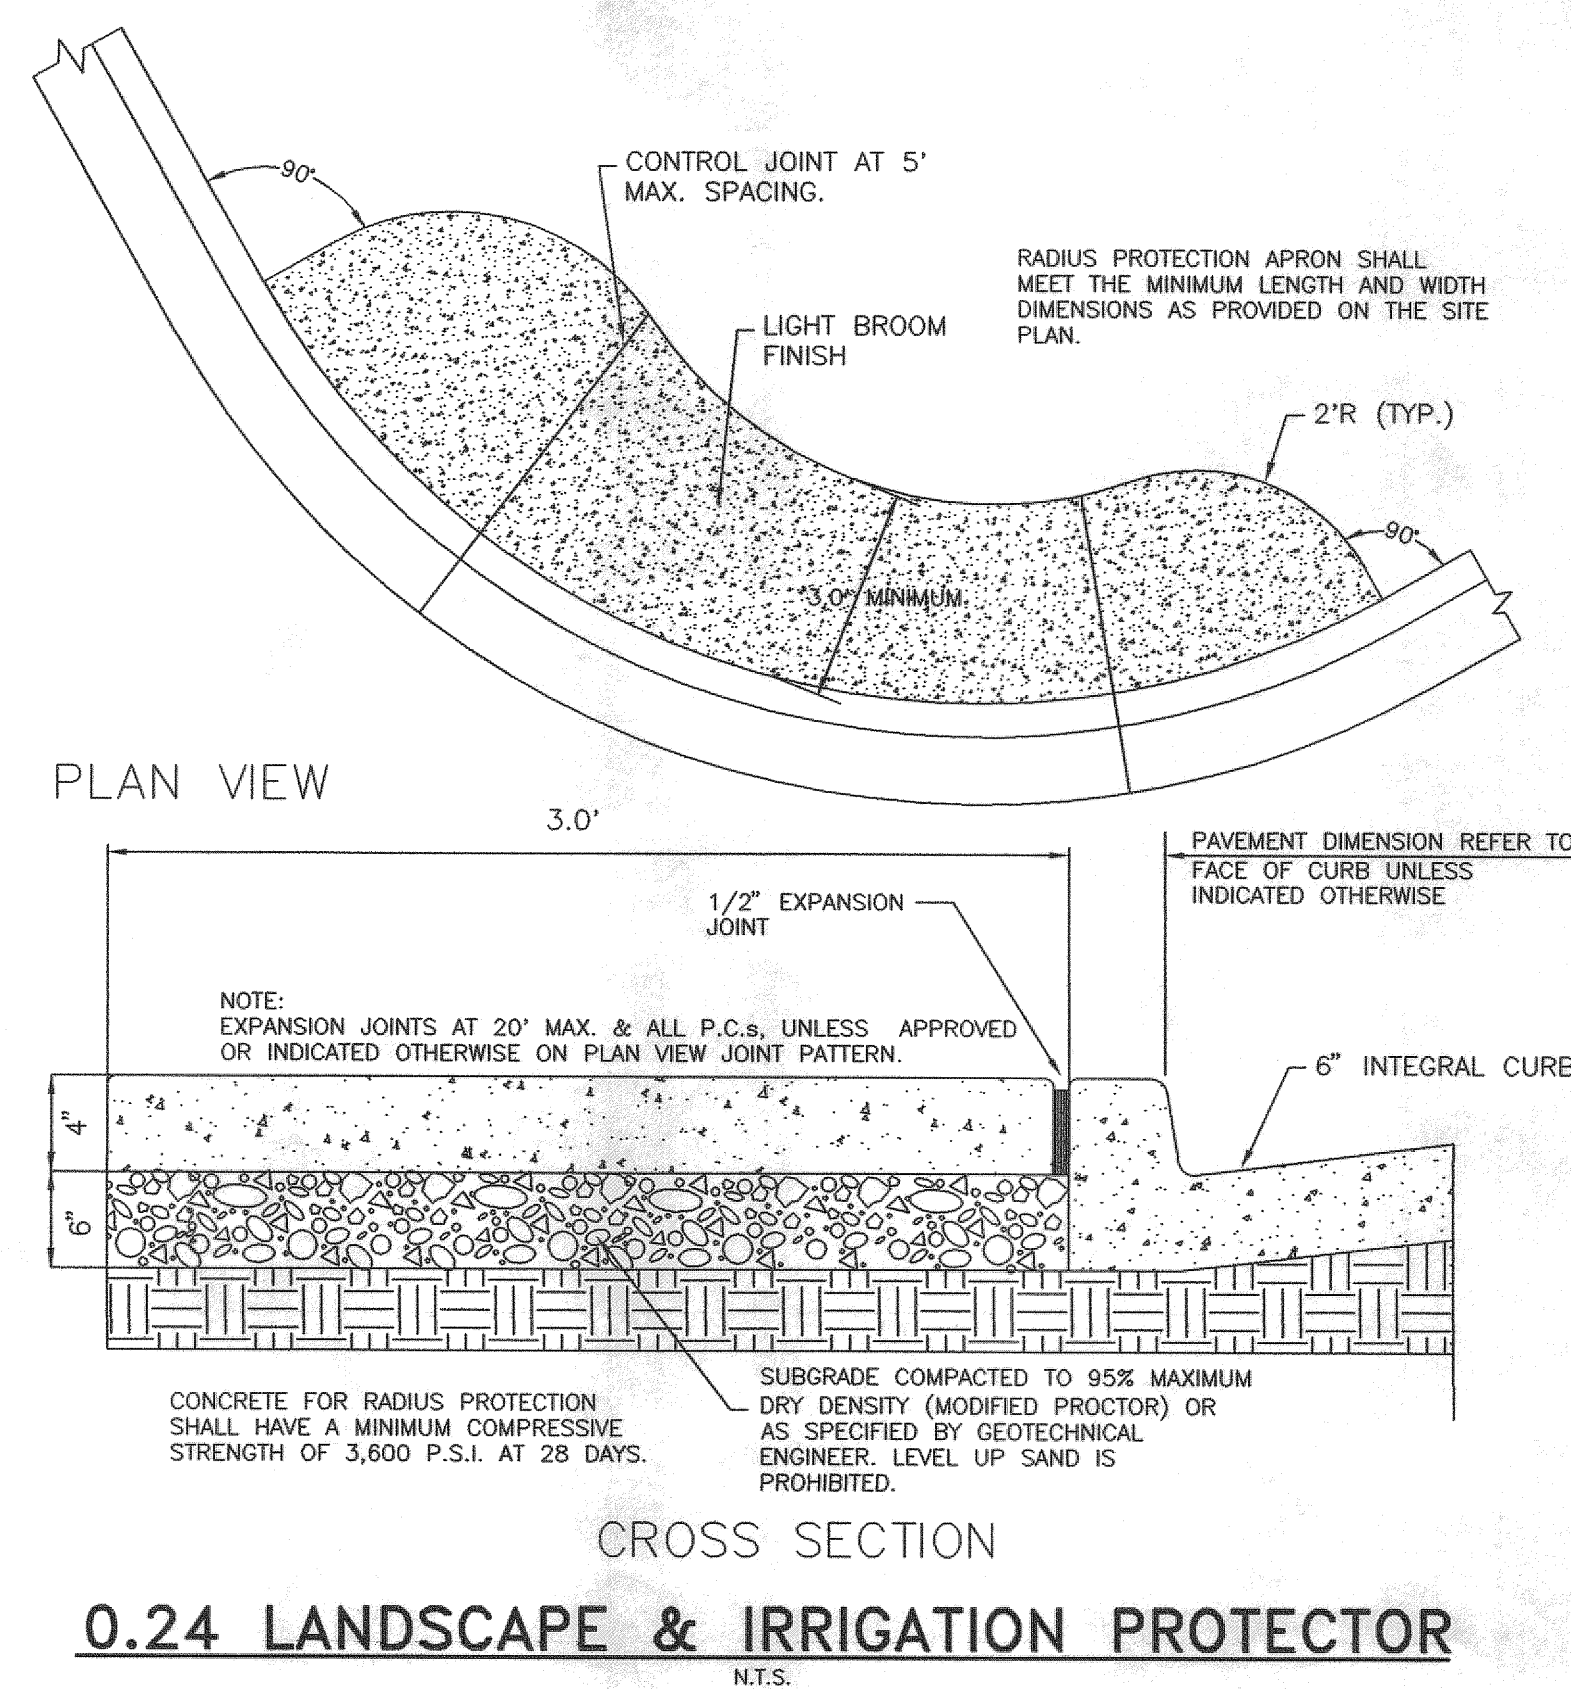 90°
CONTROL JOINT AT 5'
MAX. SPACING.
RADIUS PROTECTION APRON SHALL
MEET THE MINIMUM LENGTH AND WIDTH
DIMENSIONS AS PROVIDED ON THE SITE
PLAN.
LIGHT BROOM
FINISH
2'R (TYP.)
90°
3.0' MINIMUM
PLAN VIEW
3.0'
PAVEMENT DIMENSION REFER TO
FACE OF CURB UNLESS
INDICATED OTHERWISE
1/2" EXPANSION
JOINT
NOTE:
EXPANSION JOINTS AT 20' MAX. & ALL P.C.s, UNLESS APPROVED
OR INDICATED OTHERWISE ON PLAN VIEW JOINT PATTERN.
6" INTEGRAL CURB
4"
6"
CONCRETE FOR RADIUS PROTECTION
SHALL HAVE A MINIMUM COMPRESSIVE
STRENGTH OF 3,600 P.S.I. AT 28 DAYS.
SUBGRADE COMPACTED TO 95% MAXIMUM
DRY DENSITY (MODIFIED PROCTOR) OR
AS SPECIFIED BY GEOTECHNICAL
ENGINEER. LEVEL UP SAND IS
PROHIBITED.
CROSS SECTION
0.24 LANDSCAPE & IRRIGATION PROTECTOR
N.T.S.